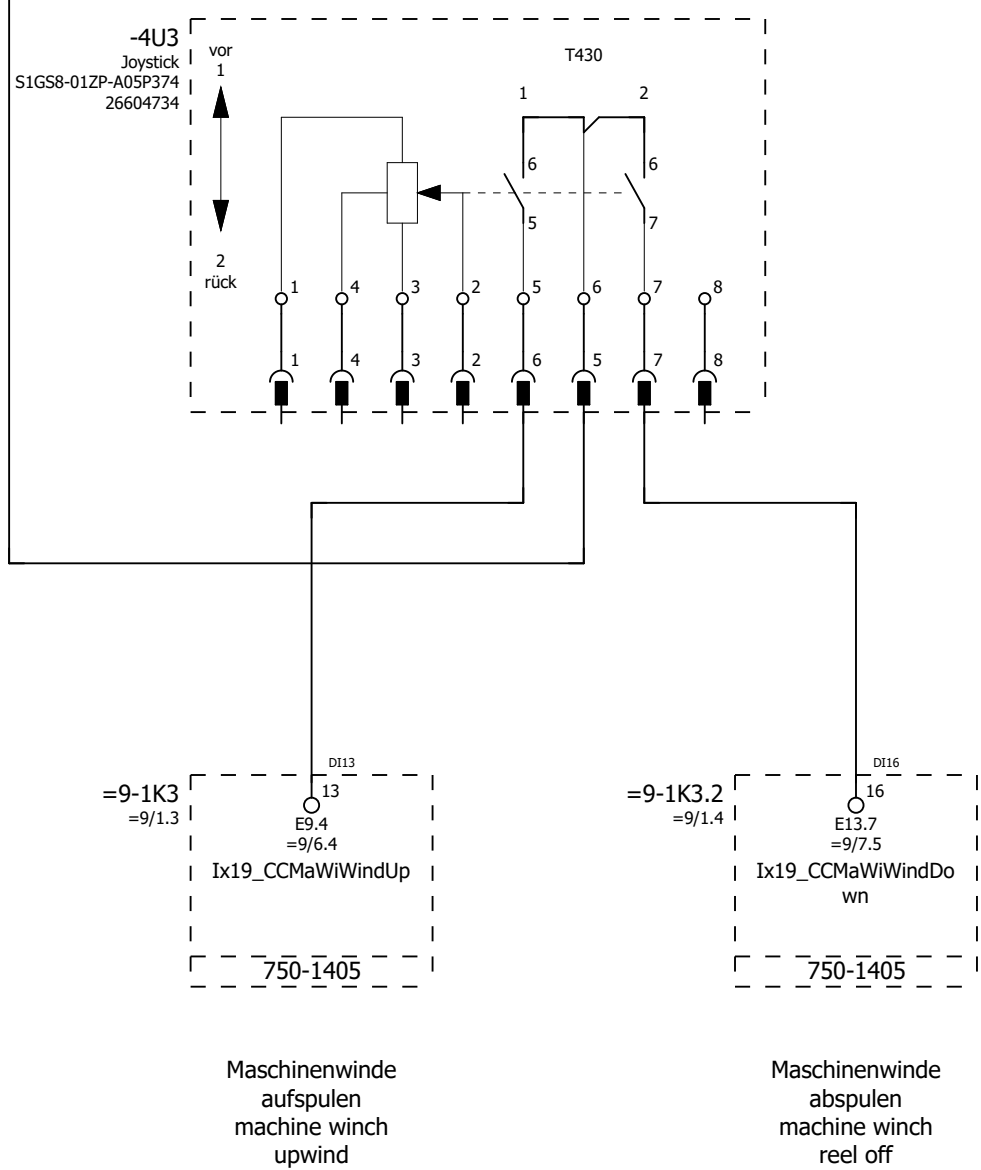 -4U3
Joystick
S1GS8-01ZP-A05P374
26604734
vor
1
2
rück
T430
1 2
6 6
5 7
1 4 3 2 5 6 7 8
1 4 3 2 6 5 7 8
=9-1K3
=9/1.3
DI13
13
E9.4
=9/6.4
Ix19_CCMaWiWindUp
750-1405
=9-1K3.2
=9/1.4
DI16
16
E13.7
=9/7.5
Ix19_CCMaWiWindDo
wn
750-1405
Maschinenwinde
aufspulen
machine winch
upwind
Maschinenwinde
abspulen
machine winch
reel off